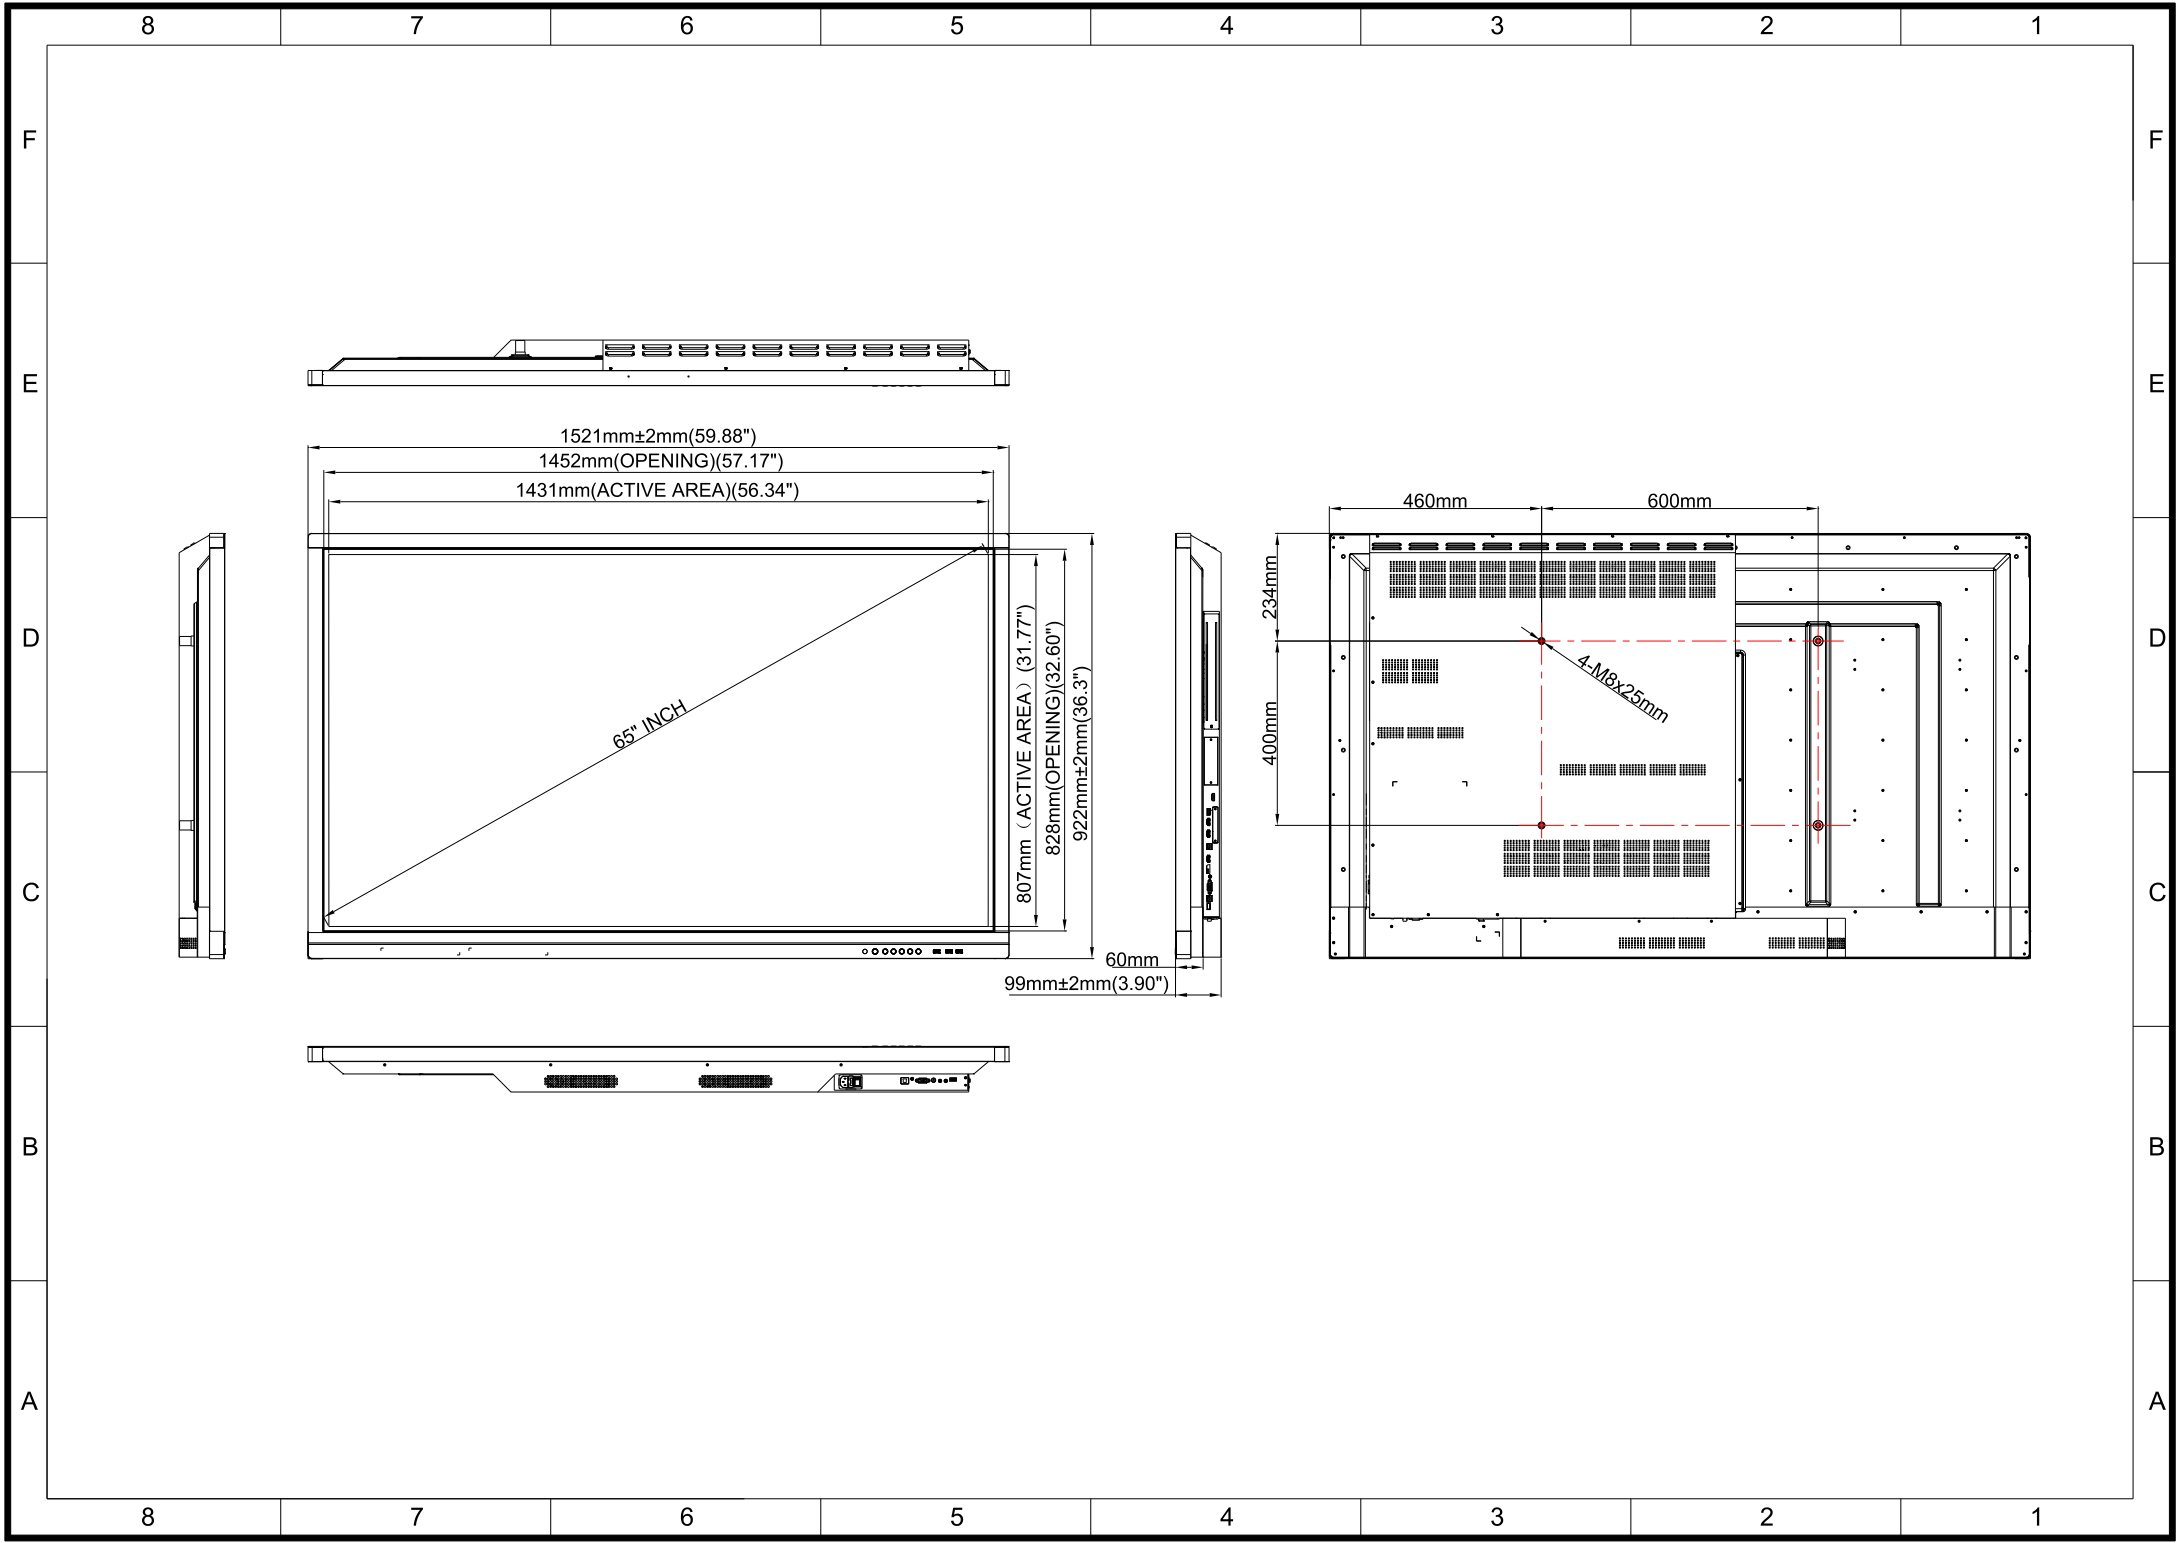 8 7 6 5 4 3 2 1
F F
E E
1521mm±2mm(59.88")
1452mm(OPENING)(57.17")
1431mm(ACTIVE AREA)(56.34")
460mm 600mm
234mm
D D
4-M8x25mm
65" INCH
807mm（ACTIVE AREA）(31.77")
828mm(OPENING)(32.60")
922mm±2mm(36.3")
400mm
C C
60mm
99mm±2mm(3.90")
B B
A A
8 7 6 5 4 3 2 1